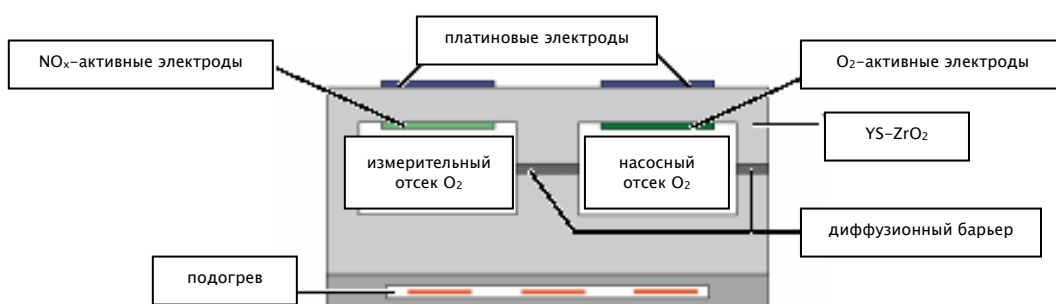 платиновые электроды
NOₓ-активные электроды
O₂-активные электроды
YS-ZrO₂
измерительный
отсек O₂
насосный
отсек O₂
диффузионный барьер
подогрев